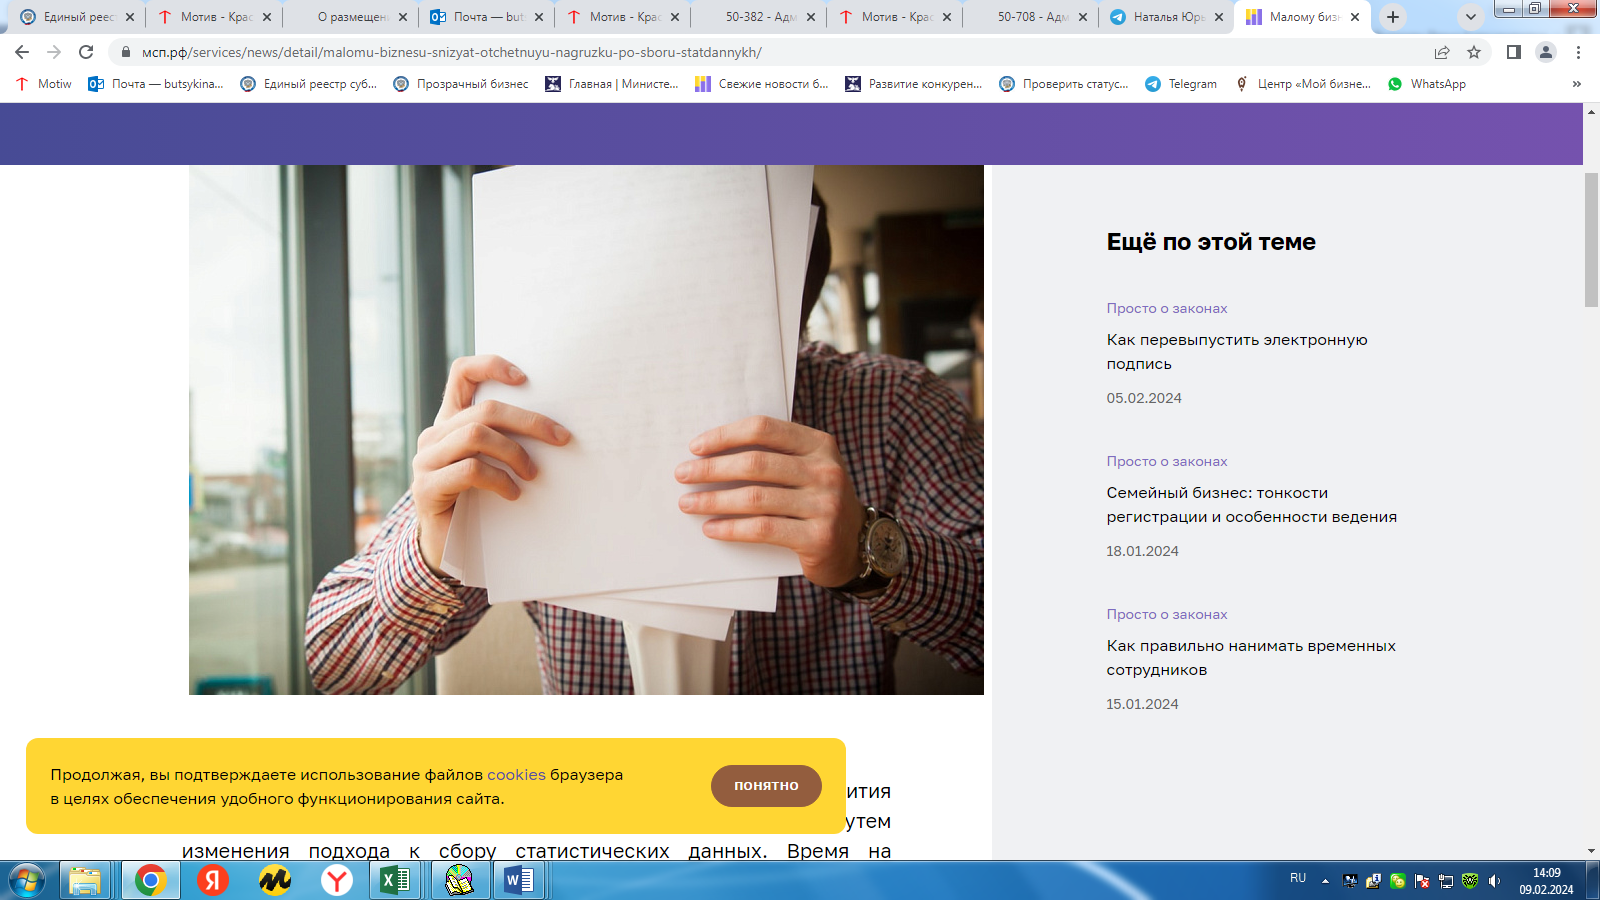 Единый реест
Мотив - Крас
О размещени
Почта — but
Мотив - Крас
50-382 - Адм
Мотив - Крас
50-708 - Адм
Наталья Юрь
Малому бизн
мсп.рф/services/news/detail/malomu-biznesu-snizyat-otchetnuyu-nagruzku-po-sboru-statdannykh/
Motiw
Почта — butsykina...
Единый реестр суб...
Прозрачный бизнес
Главная | Министе...
Свежие новости б...
Развитие конкурен...
Проверить статус...
Telegram
Центр «Мой бизне...
WhatsApp
»
Ещё по этой теме
Просто о законах
Как перевыпустить электронную
подпись
05.02.2024
Просто о законах
Семейный бизнес: тонкости
регистрации и особенности ведения
18.01.2024
Просто о законах
Как правильно нанимать временных
сотрудников
15.01.2024
Продолжая, вы подтверждаете использование файлов cookies браузера
в целях обеспечения удобного функционирования сайта.
ПОНЯТНО
ития
утем
изменения подхода к сбору статистических данных. Время на
RU
14:09
09.02.2024